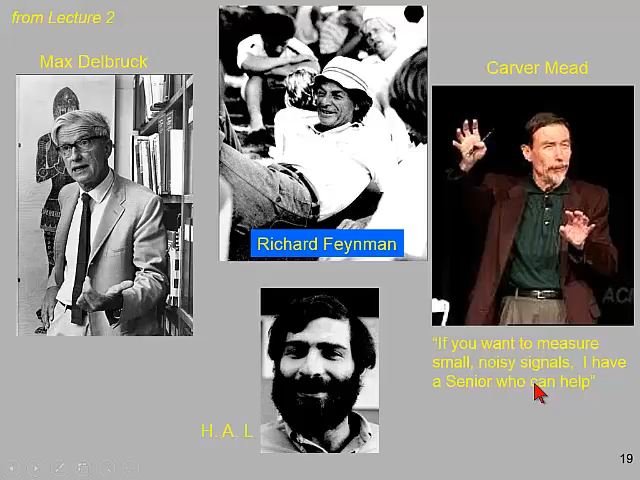 from Lecture 2
Max Delbruck
Carver Mead
Richard Feynman
ACI
"If you want to measure
small, noisy signals, I have
a Senior who can help"
H. A. L
19